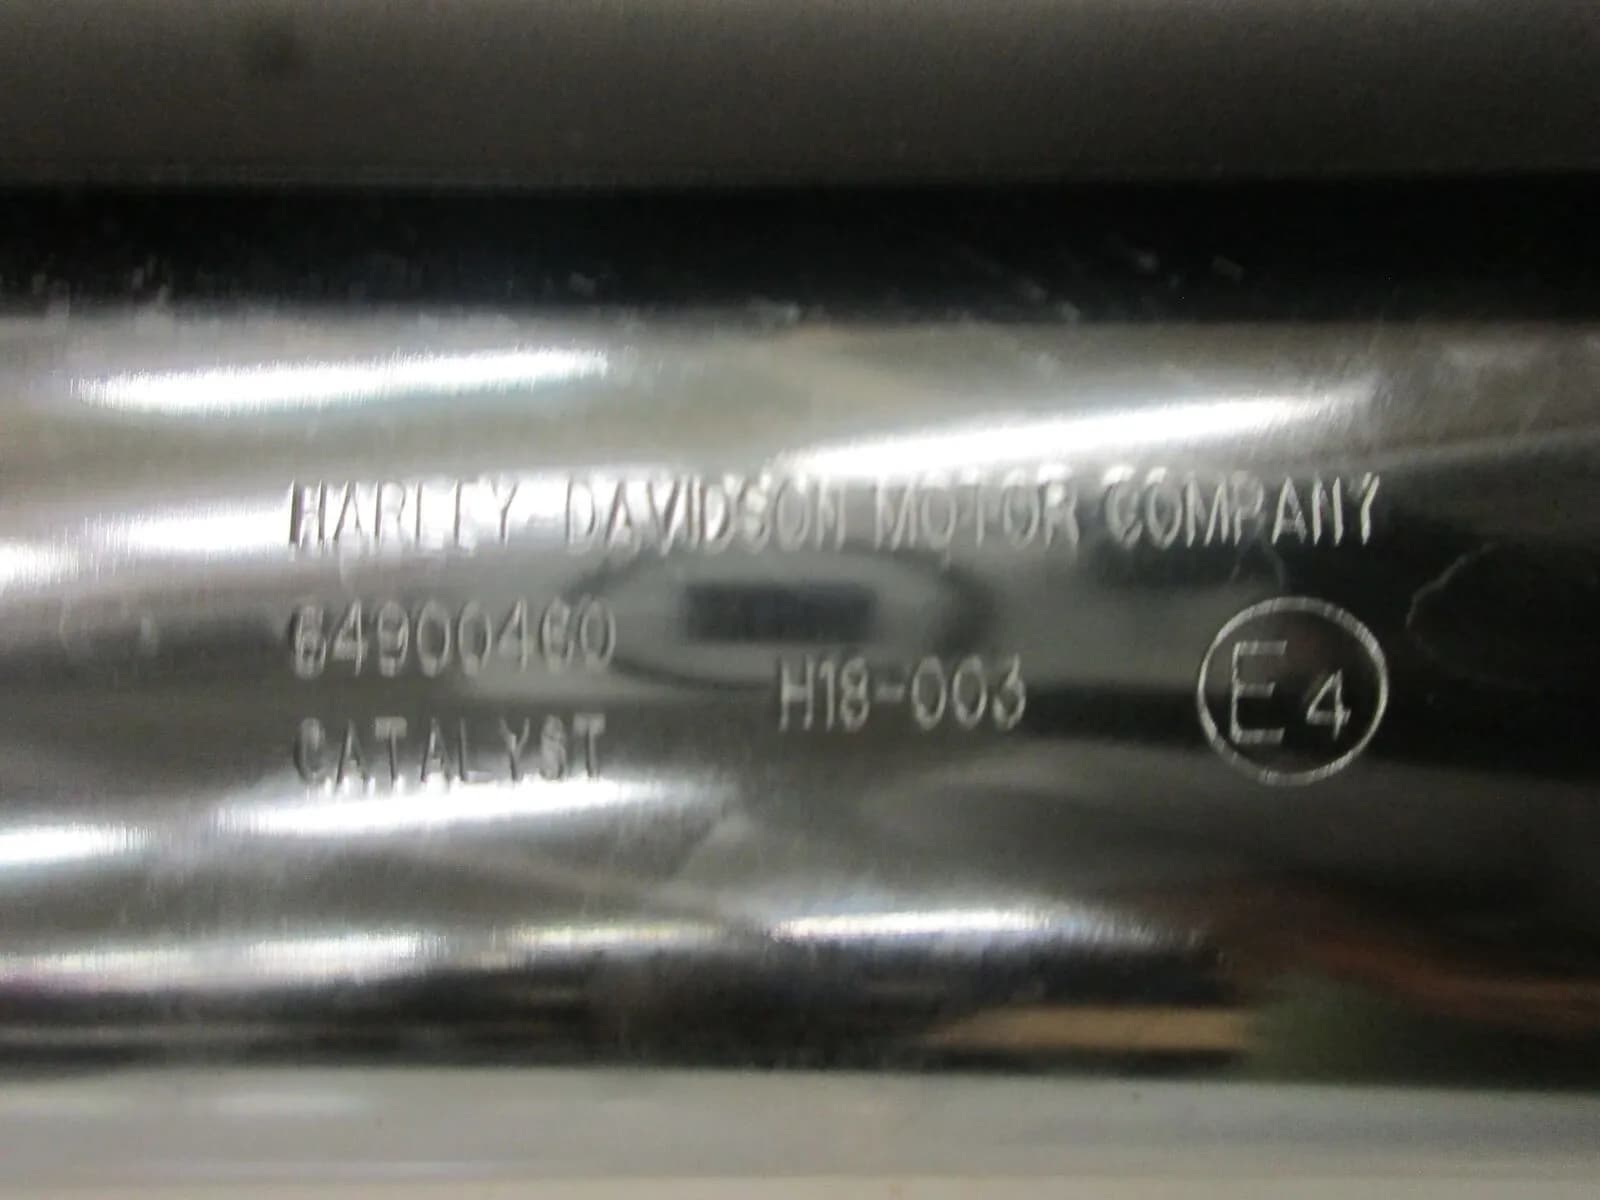 HARLEY-DAVIDSON MOTOR COMPANY
64900460
H18-003
E4
CATALYST